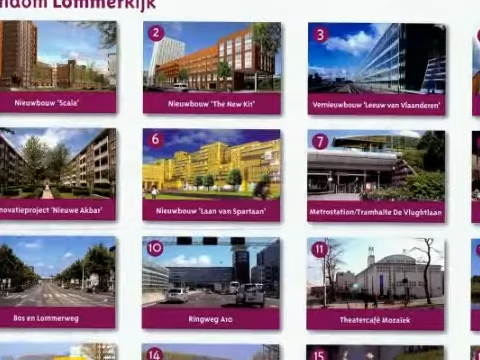 ndom Lommerkijk
Nieuwbouw 'Scala'
2
Nieuwbouw 'The New Kit'
3
Vernieuwbouw 'Leeuw van Vlaanderen'
novatieproject 'Nieuwe Akbar'
6
Nieuwbouw 'Laan van Spartaan'
7
Metrostation/Tramhalte De Vlughtlaan
Bos en Lommerweg
10
Ringweg A10
11
Theatercafé Mozaïek
14
15